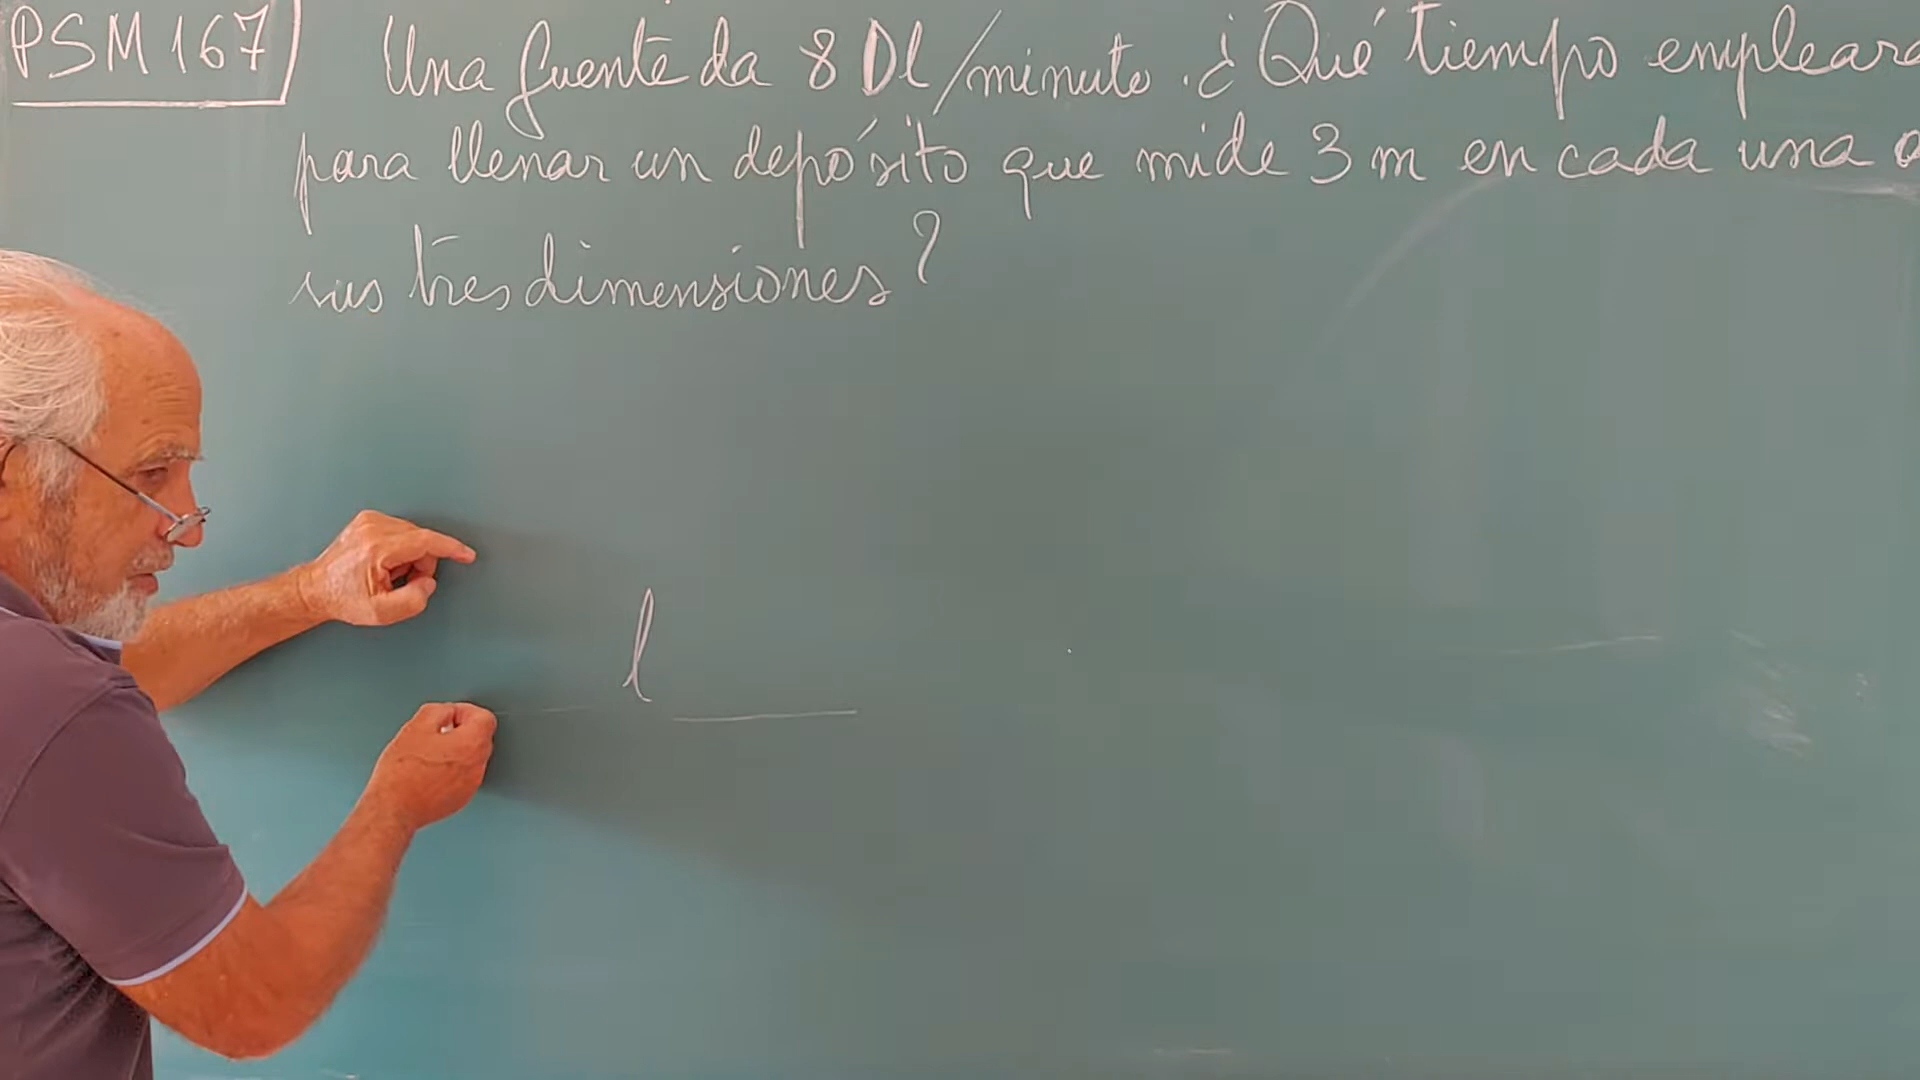 PSM 167
Una fuente da 8 Dl/minuto. ¿Qué tiempo empleara
para llenar un depósito que mide 3 m en cada una
sus tres dimensiones?
l